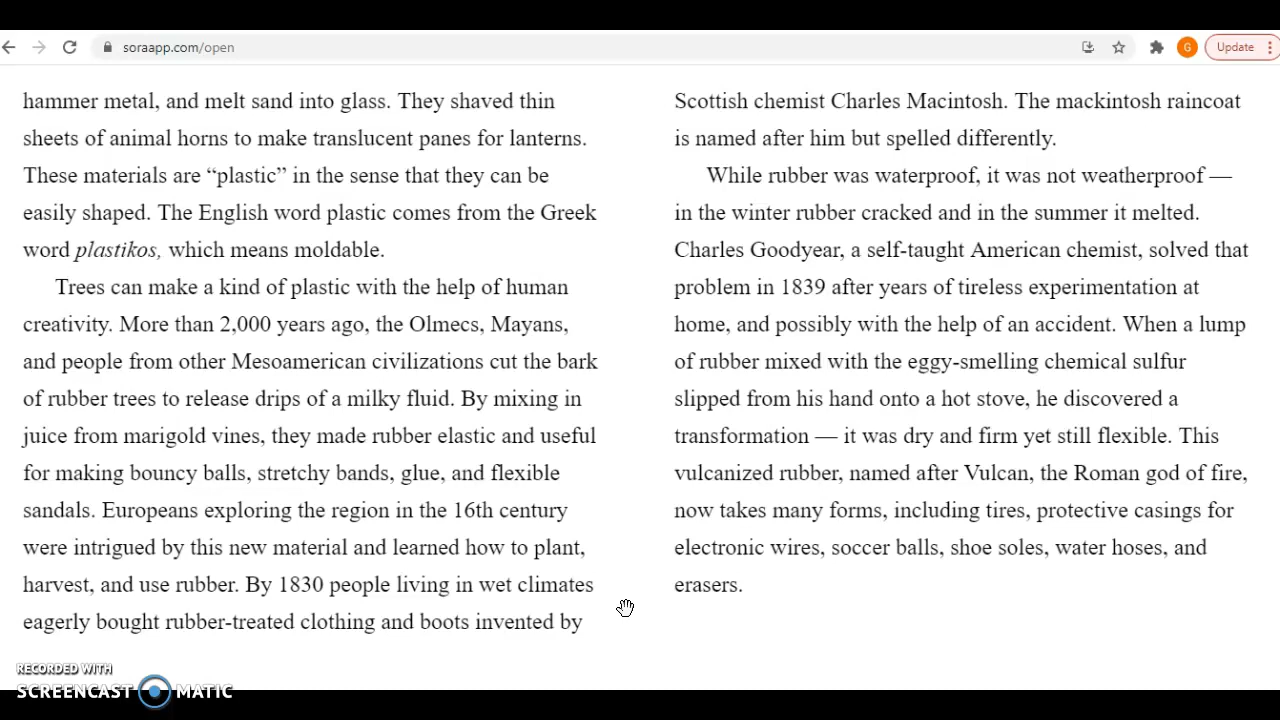 soraapp.com/open
G
Update
hammer metal, and melt sand into glass. They shaved thin
sheets of animal horns to make translucent panes for lanterns.
These materials are “plastic” in the sense that they can be
easily shaped. The English word plastic comes from the Greek
word plastikos, which means moldable.
Trees can make a kind of plastic with the help of human
creativity. More than 2,000 years ago, the Olmecs, Mayans,
and people from other Mesoamerican civilizations cut the bark
of rubber trees to release drips of a milky fluid. By mixing in
juice from marigold vines, they made rubber elastic and useful
for making bouncy balls, stretchy bands, glue, and flexible
sandals. Europeans exploring the region in the 16th century
were intrigued by this new material and learned how to plant,
harvest, and use rubber. By 1830 people living in wet climates
eagerly bought rubber-treated clothing and boots invented by
Scottish chemist Charles Macintosh. The mackintosh raincoat
is named after him but spelled differently.
While rubber was waterproof, it was not weatherproof —
in the winter rubber cracked and in the summer it melted.
Charles Goodyear, a self-taught American chemist, solved that
problem in 1839 after years of tireless experimentation at
home, and possibly with the help of an accident. When a lump
of rubber mixed with the eggy-smelling chemical sulfur
slipped from his hand onto a hot stove, he discovered a
transformation — it was dry and firm yet still flexible. This
vulcanized rubber, named after Vulcan, the Roman god of fire,
now takes many forms, including tires, protective casings for
electronic wires, soccer balls, shoe soles, water hoses, and
erasers.
RECORDED WITH
SCREENCAST MATIC